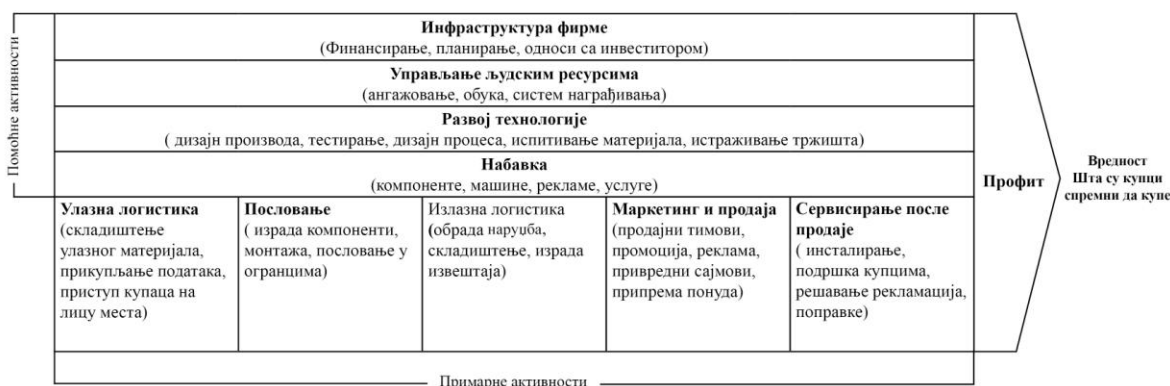 Помоћне активности
Инфраструктура фирме
(Финансирање, планирање, односи са инвеститором)
Управљање људским ресурсима
(ангажовање, обука, систем награђивања)
Развој технологије
( дизајн производа, тестирање, дизајн процеса, испитивање материјала, истраживање тржишта)
Набавка
(компоненте, машине, рекламе, услуге)
Улазна логистика
(складиштење
улазног материјала,
прикупљање података,
приступ купаца на
лицу места)
Пословање
( израда компоненти,
монтажа, пословање у
огранцима)
Излазна логистика
(обрада наруџба,
складиштење, израда
извештаја)
Маркетинг и продаја
(продајни тимови,
промоција, реклама,
привредни сајмови,
припрема понуда)
Сервисирање после
продаје
( инсталирање,
подршка купцима,
решавање рекламација,
поправке)
Профит
Вредност
Шта су купци
спремни да купе
Примарне активности